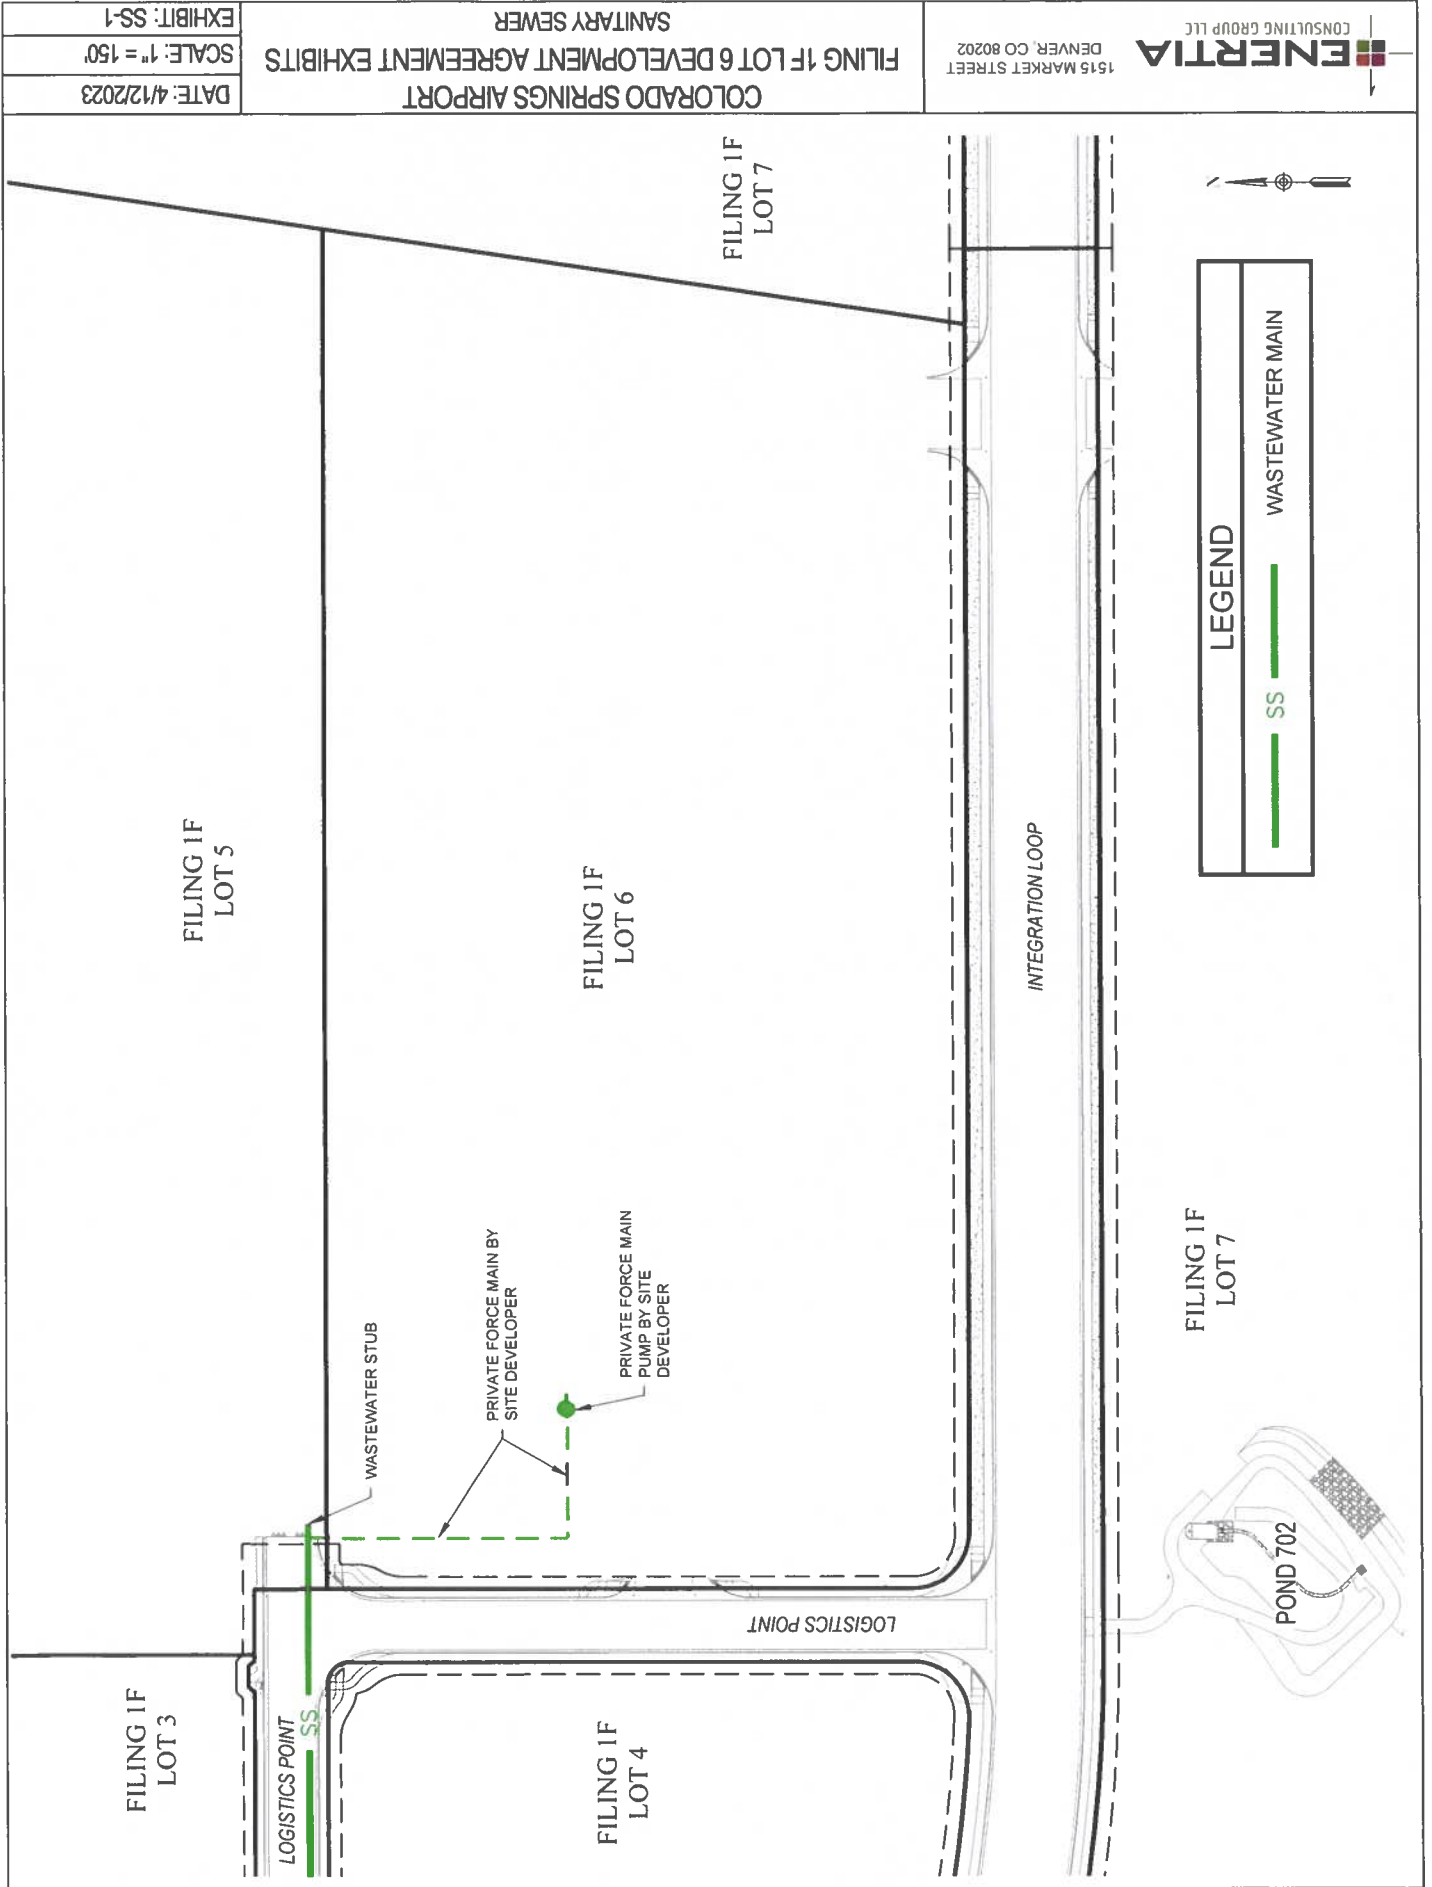 COLORADO SPRINGS AIRPORT
FILING 1F LOT 6 DEVELOPMENT AGREEMENT EXHIBITS
SANITARY SEWER
DATE: 4/12/2023
SCALE: 1" = 150'
EXHIBIT: SS-1
ENERTIA
CONSULTING GROUP LLC
1515 MARKET STREET
DENVER, CO 80202
FILING 1F
LOT 3
LOGISTICS POINT
SS
FILING 1F
LOT 4
FILING 1F
LOT 5
WASTEWATER STUB
PRIVATE FORCE MAIN BY
SITE DEVELOPER
PRIVATE FORCE MAIN
PUMP BY SITE
DEVELOPER
FILING 1F
LOT 6
LOGISTICS POINT
FILING 1F
LOT 7
INTEGRATION LOOP
FILING 1F
LOT 7
POND 702
LEGEND
SS
WASTEWATER MAIN